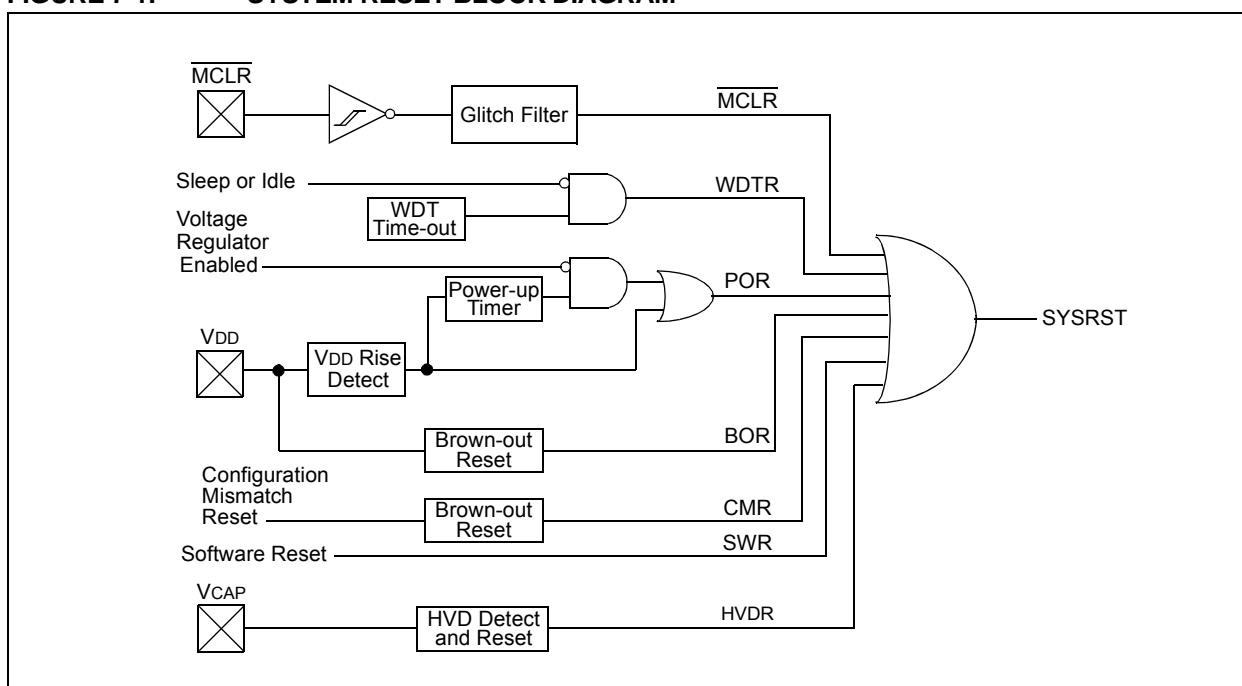 FIGURE 7-1: SYSTEM RESET BLOCK DIAGRAM
MCLR
Glitch Filter
MCLR
Sleep or Idle
WDT
Time-out
WDTR
Voltage
Regulator
Enabled
Power-up
Timer
POR
SYSRST
VDD
VDD Rise
Detect
Brown-out
Reset
BOR
Configuration
Mismatch
Reset
Brown-out
Reset
CMR
Software Reset
SWR
VCAP
HVD Detect
and Reset
HVDR